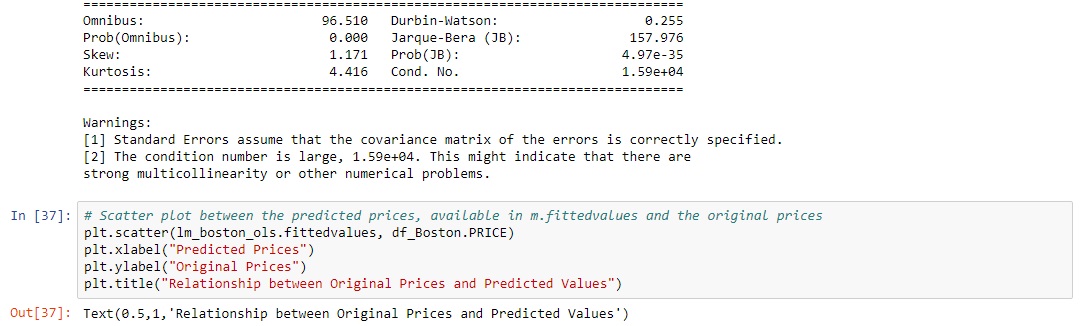 ==============================================================================
Omnibus: 96.510 Durbin-Watson: 0.255
Prob(Omnibus): 0.000 Jarque-Bera (JB): 157.976
Skew: 1.171 Prob(JB): 4.97e-35
Kurtosis: 4.416 Cond. No. 1.59e+04
==============================================================================
Warnings:
[1] Standard Errors assume that the covariance matrix of the errors is correctly specified.
[2] The condition number is large, 1.59e+04. This might indicate that there are
strong multicollinearity or other numerical problems.
In [37]: # Scatter plot between the predicted prices, available in m.fittedvalues and the original prices
plt.scatter(lm_boston_ols.fittedvalues, df_Boston.PRICE)
plt.xlabel("Predicted Prices")
plt.ylabel("Original Prices")
plt.title("Relationship between Original Prices and Predicted Values")
Out[37]: Text(0.5,1,'Relationship between Original Prices and Predicted Values')